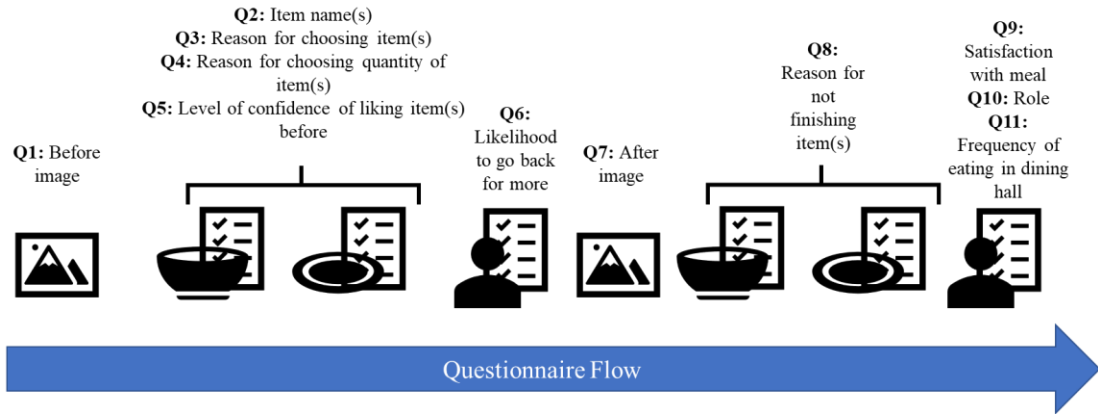 Q1: Before
image
Q2: Item name(s)
Q3: Reason for choosing item(s)
Q4: Reason for choosing quantity of
item(s)
Q5: Level of confidence of liking item(s)
before
Q6:
Likelihood
to go back
for more
Q7: After
image
Q8:
Reason for
not
finishing
item(s)
Q9:
Satisfaction
with meal
Q10: Role
Q11:
Frequency of
eating in dining
hall
Questionnaire Flow